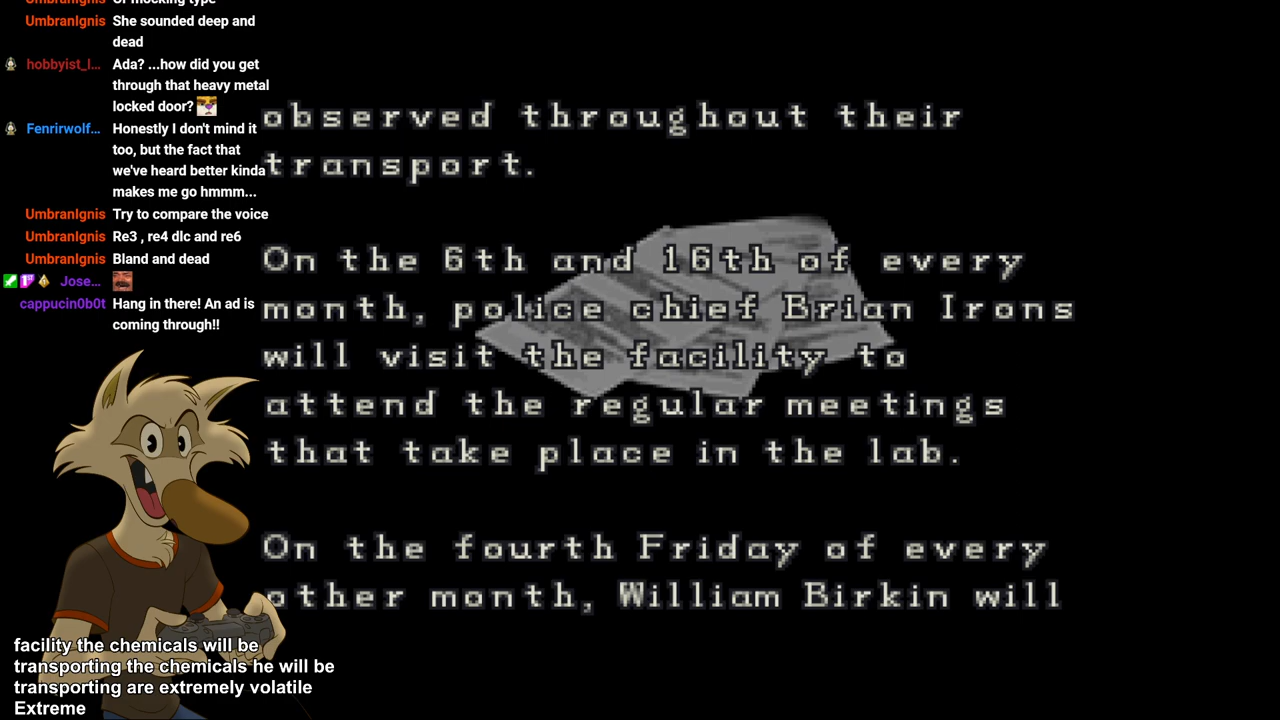 UmbranIgnis Or mocking type
UmbranIgnis She sounded deep and
dead
hobbyist_l... Ada? ...how did you get
through that heavy metal
locked door?
Fenrirwolf... Honestly I don't mind it
too, but the fact that
we've heard better kinda
makes me go hmmm...
UmbranIgnis Try to compare the voice
UmbranIgnis Re3 , re4 dlc and re6
UmbranIgnis Bland and dead
Jose...
cappucin0b0t Hang in there! An ad is
coming through!!
observed throughout their
transport.
On the 6th and 16th of every
month, police chief Brian Irons
will visit the facility to
attend the regular meetings
that take place in the lab.
On the fourth Friday of every
other month, William Birkin will
facility the chemicals will be
transporting the chemicals he will be
transporting are extremely volatile
Extreme